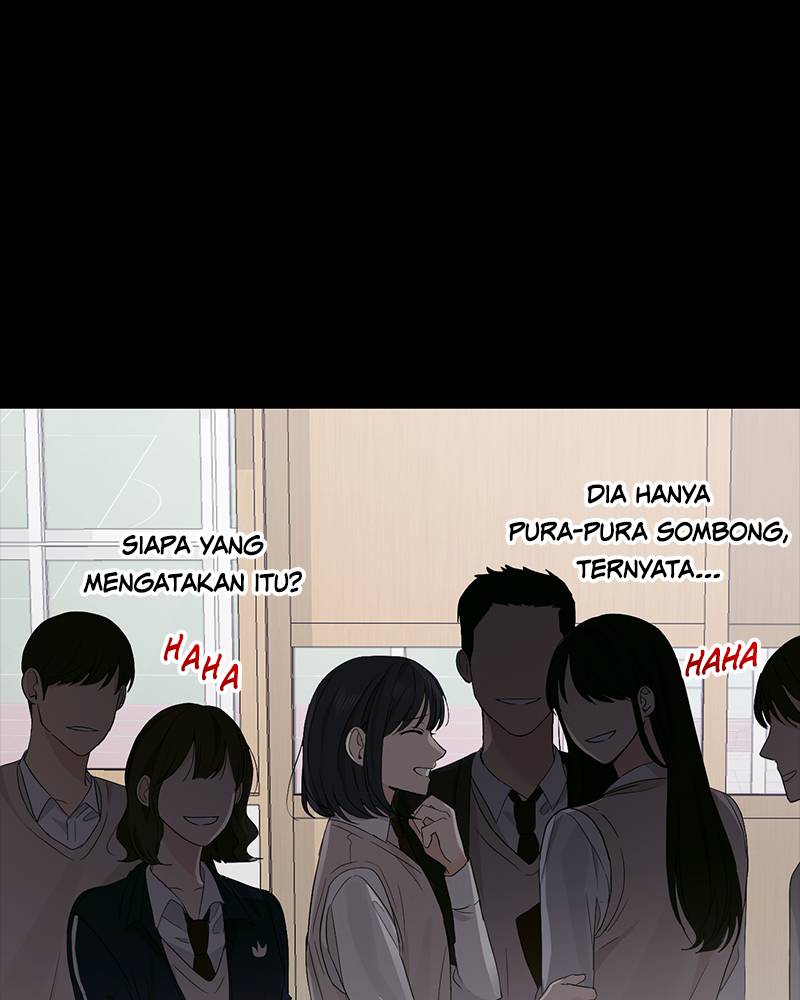 SIAPA YANG
MENGATAKAN ITU?
HAHA
DIA HANYA
PURA-PURA SOMBONG,
TERNYATA...
HAHA